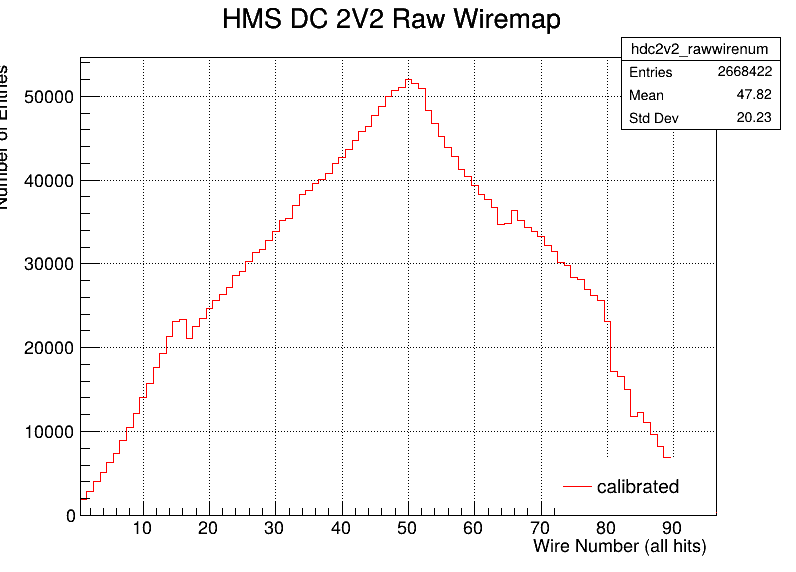 HMS DC 2V2 Raw Wiremap
hdc2v2_rawwirenum
Entries 2668422
Mean 47.82
Std Dev 20.23
Number of Entries
50000
40000
30000
20000
10000
0
calibrated
10 20 30 40 50 60 70 80 90
Wire Number (all hits)